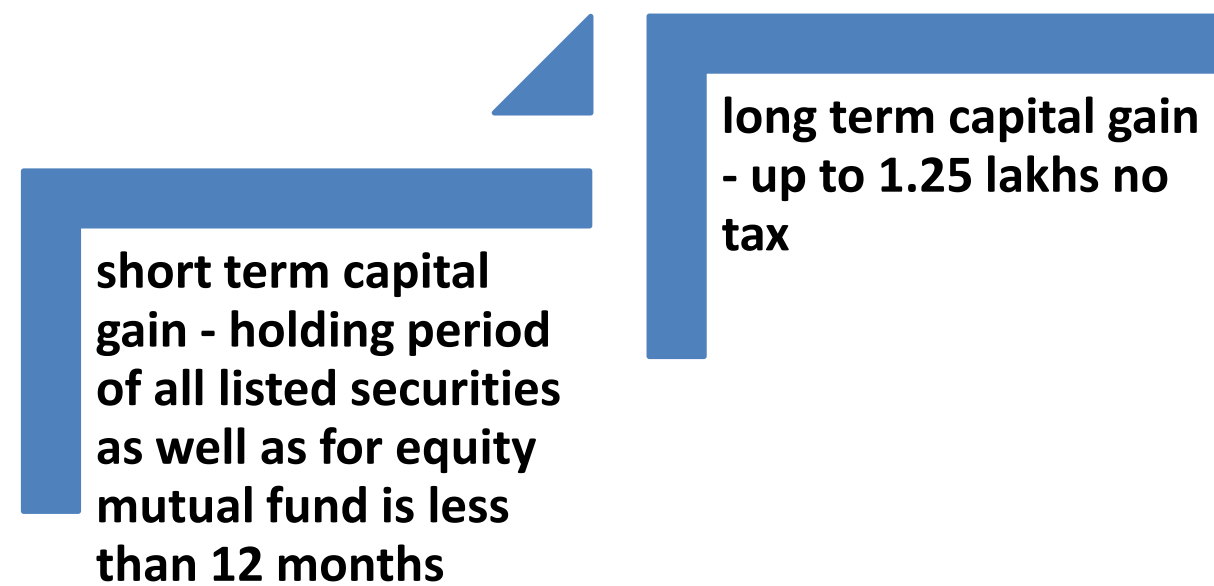 short term capital
gain - holding period
of all listed securities
as well as for equity
mutual fund is less
than 12 months
long term capital gain
- up to 1.25 lakhs no
tax